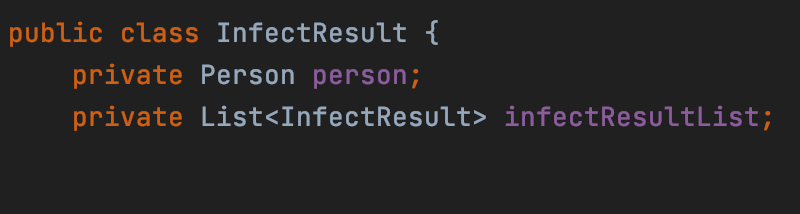 public class InfectResult {
    private Person person;
    private List<InfectResult> infectResultList;